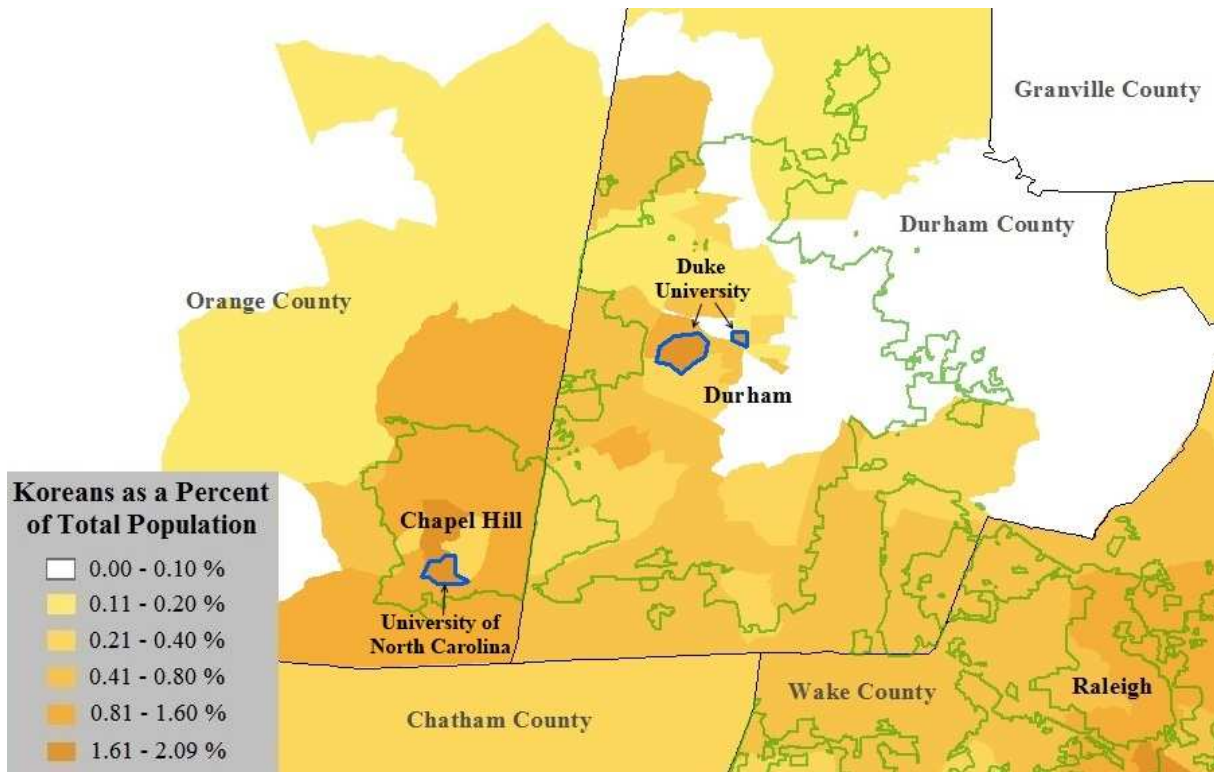 Granville County
Durham County
Duke
University
Orange County
Durham
Koreans as a Percent
of Total Population
0.00 - 0.10 %
0.11 - 0.20 %
0.21 - 0.40 %
0.41 - 0.80 %
0.81 - 1.60 %
1.61 - 2.09 %
Chapel Hill
University of
North Carolina
Chatham County
Wake County
Raleigh